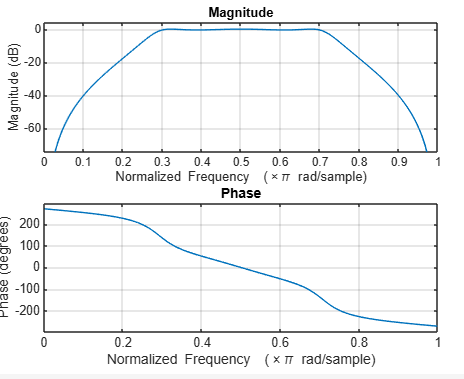 Magnitude
0
-20
-40
-60
Magnitude (dB)
0 0.1 0.2 0.3 0.4 0.5 0.6 0.7 0.8 0.9 1
Normalized Frequency (×π rad/sample)
Phase
200
100
0
-100
-200
Phase (degrees)
0 0.2 0.4 0.6 0.8 1
Normalized Frequency (×π rad/sample)